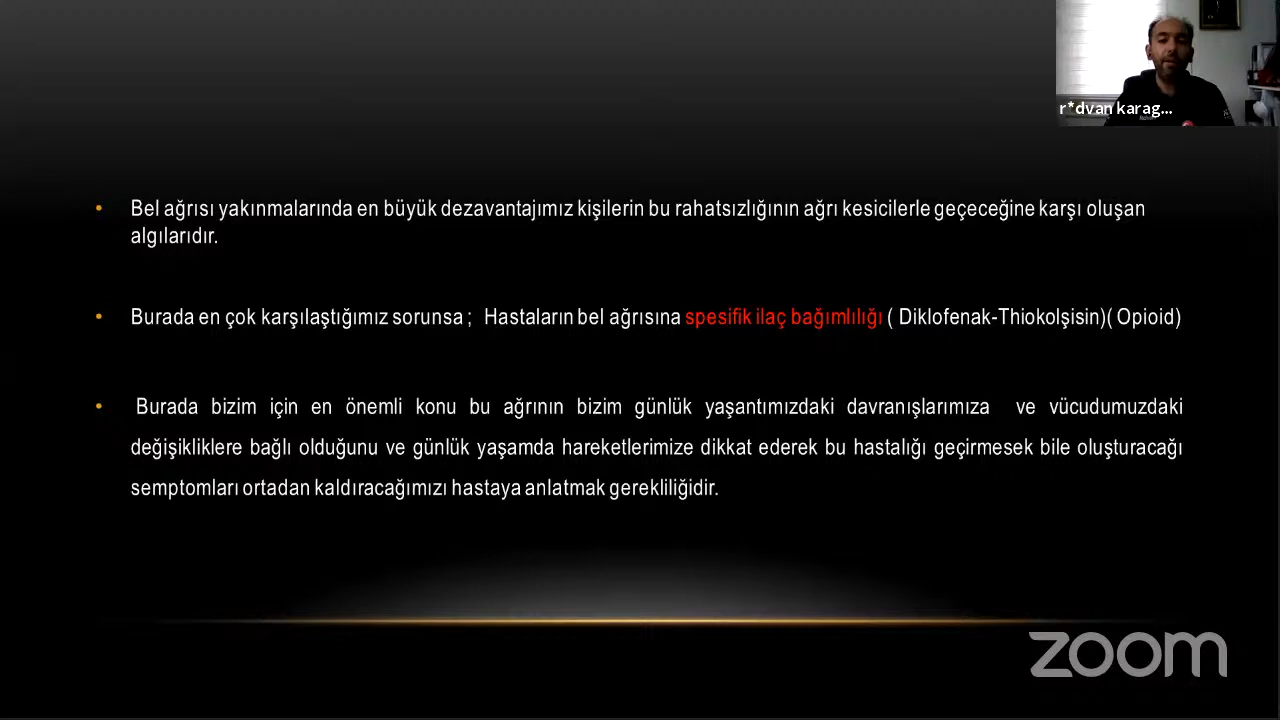 r*dvan karag...
• Bel ağrısı yakınmalarında en büyük dezavantajımız kişilerin bu rahatsızlığının ağrı kesicilerle geçeceğine karşı oluşan
algılarıdır.
• Burada en çok karşılaştığımız sorunsa ; Hastaların bel ağrısına spesifik ilaç bağımlılığı ( Diklofenak-Thiokolşisin)( Opioid)
• Burada bizim için en önemli konu bu ağrının bizim günlük yaşantımızdaki davranışlarımıza ve vücudumuzdaki
değişikliklere bağlı olduğunu ve günlük yaşamda hareketlerimize dikkat ederek bu hastalığı geçirmesek bile oluşturacağı
semptomları ortadan kaldıracağımızı hastaya anlatmak gerekliliğidir.
zoom